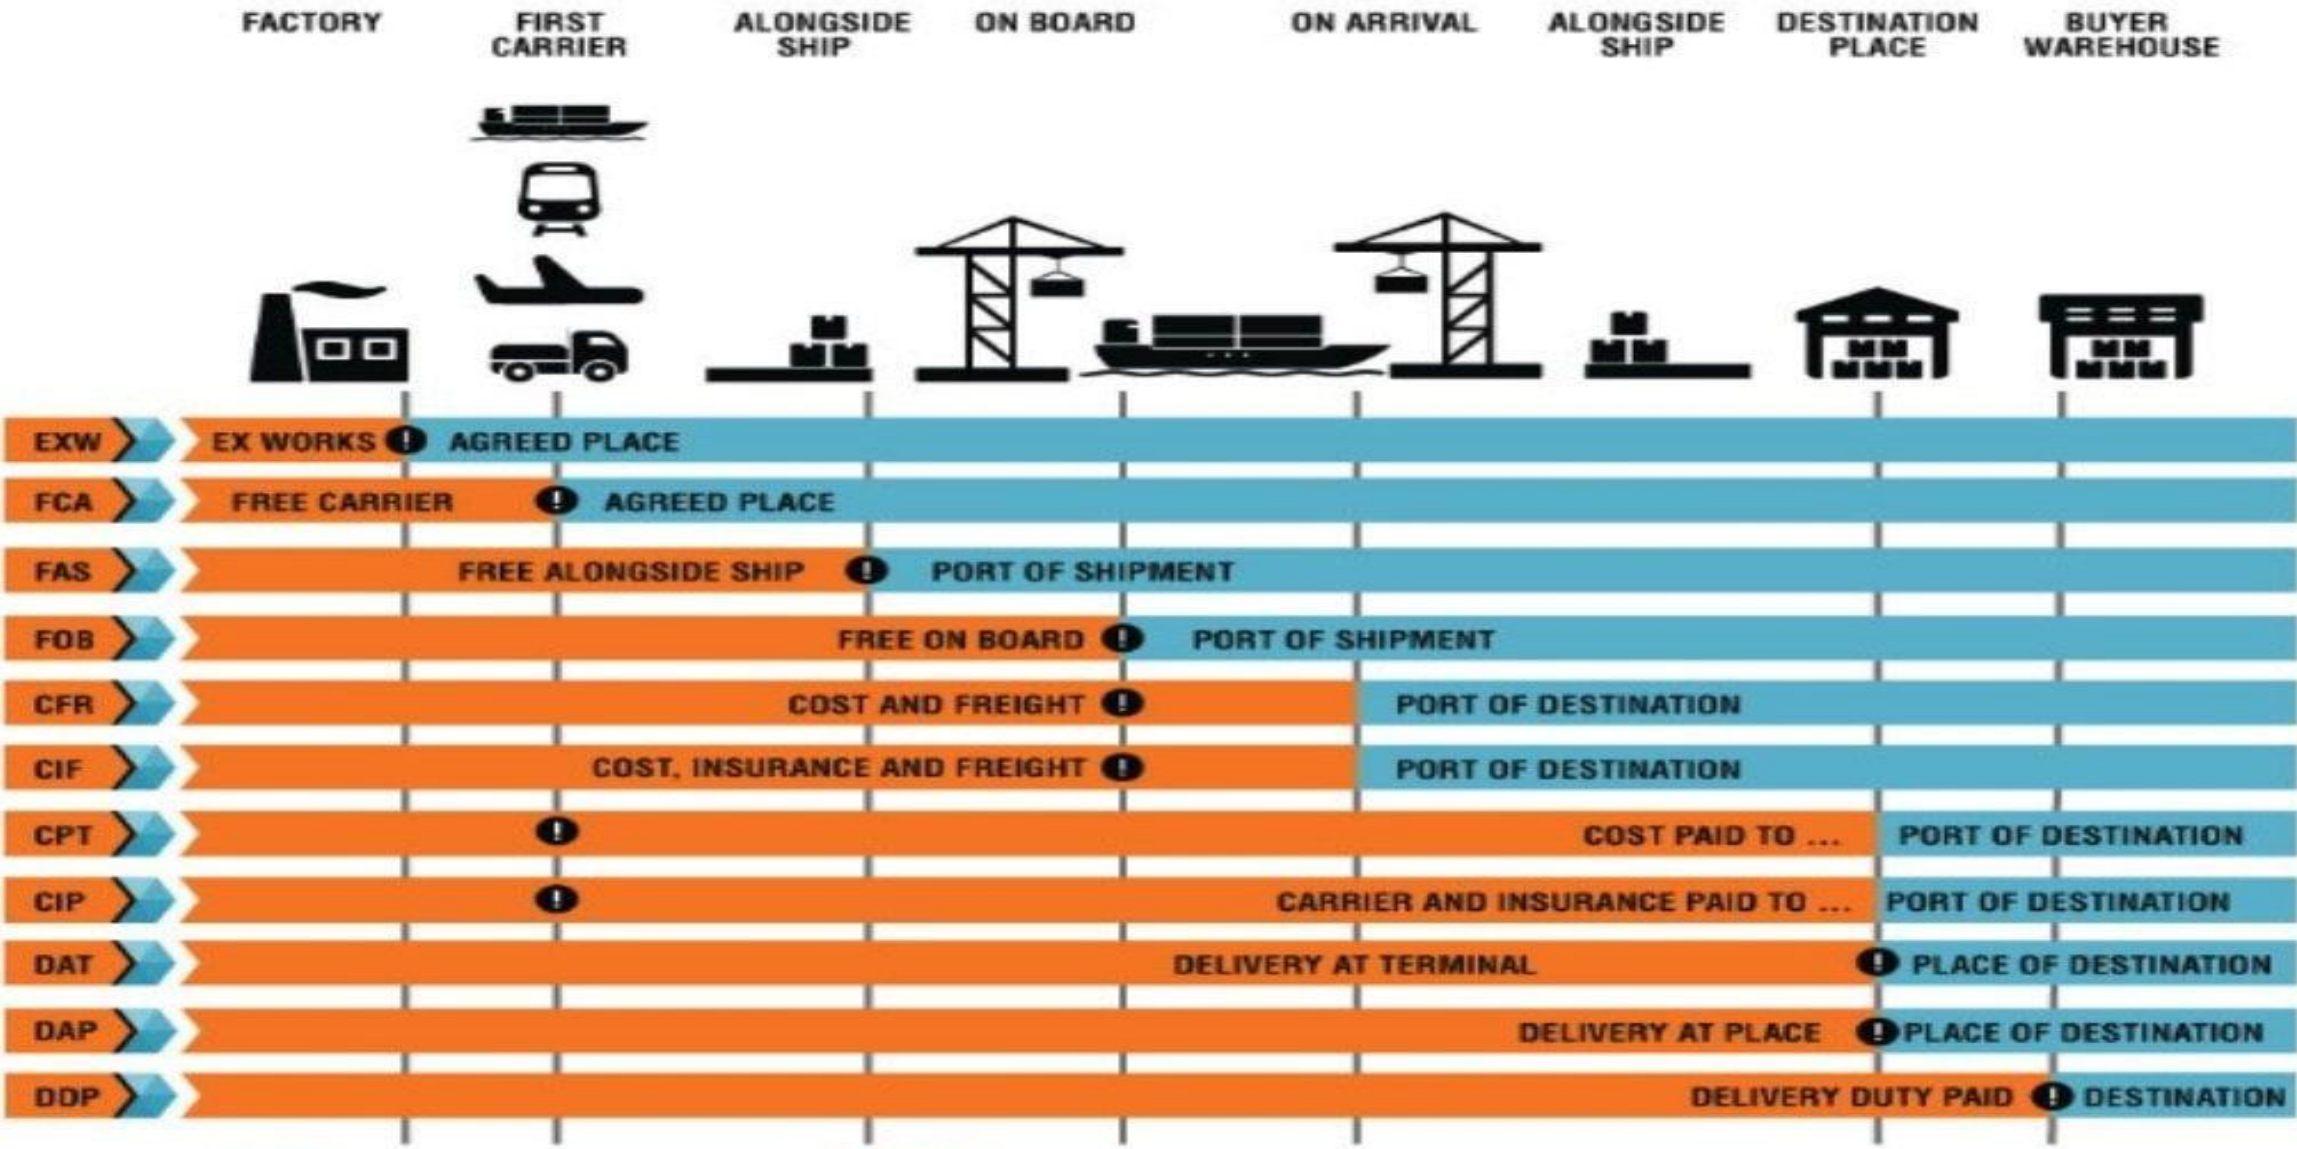 FACTORY
FIRST
CARRIER
ALONGSIDE
SHIP
ON BOARD
ON ARRIVAL
ALONGSIDE
SHIP
DESTINATION
PLACE
BUYER
WAREHOUSE
EXW EX WORKS ! AGREED PLACE
FCA FREE CARRIER ! AGREED PLACE
FAS FREE ALONGSIDE SHIP ! PORT OF SHIPMENT
FOB FREE ON BOARD ! PORT OF SHIPMENT
CFR COST AND FREIGHT ! PORT OF DESTINATION
CIF COST, INSURANCE AND FREIGHT ! PORT OF DESTINATION
CPT ! COST PAID TO ... PORT OF DESTINATION
CIP ! CARRIER AND INSURANCE PAID TO ... PORT OF DESTINATION
DAT DELIVERY AT TERMINAL ! PLACE OF DESTINATION
DAP DELIVERY AT PLACE ! PLACE OF DESTINATION
DDP DELIVERY DUTY PAID ! DESTINATION